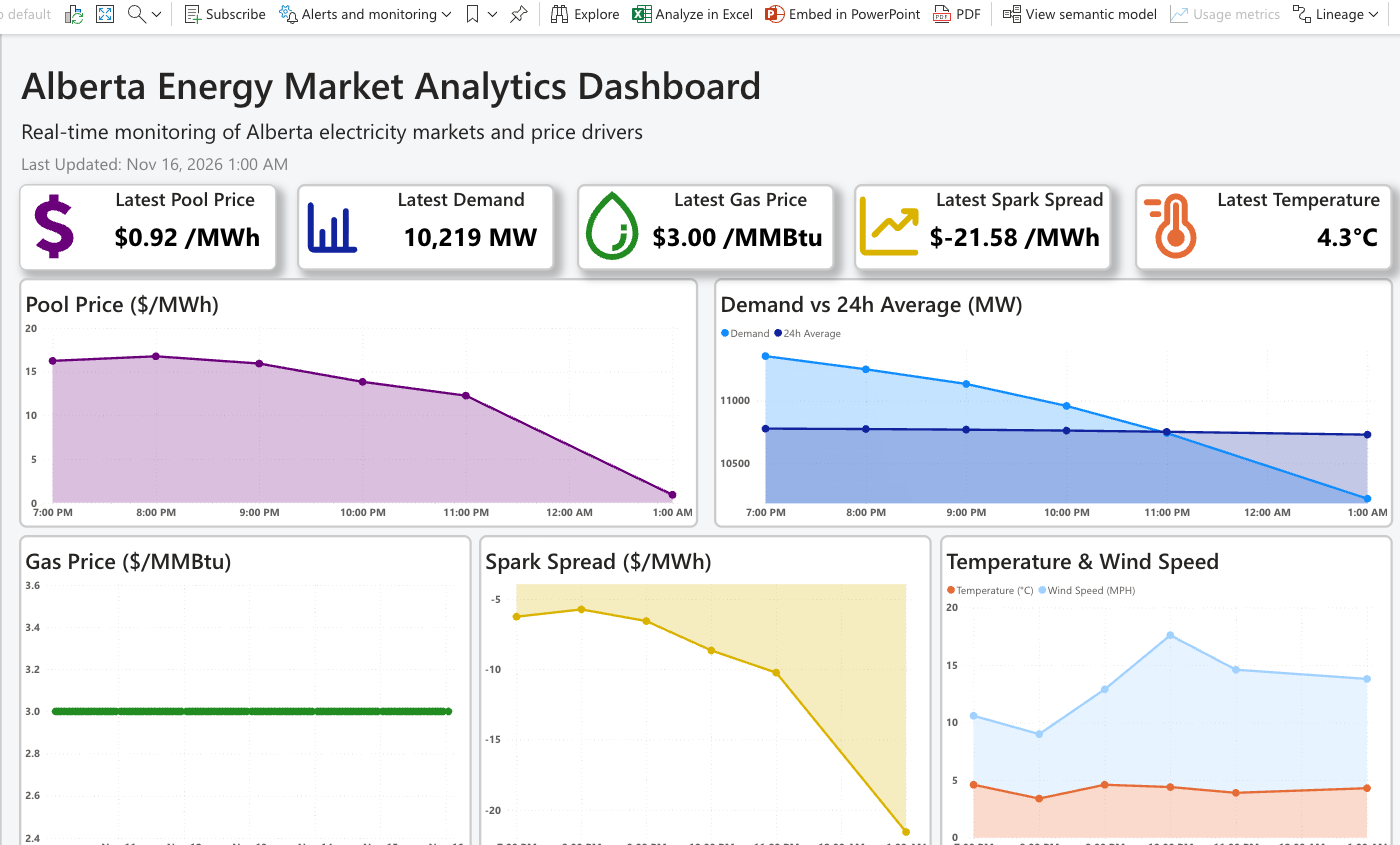 default Subscribe Alerts and monitoring Explore Analyze in Excel Embed in PowerPoint PDF View semantic model Usage metrics Lineage
Alberta Energy Market Analytics Dashboard
Real-time monitoring of Alberta electricity markets and price drivers
Last Updated: Nov 16, 2026 1:00 AM
Latest Pool Price
$0.92 /MWh
Latest Demand
10,219 MW
Latest Gas Price
$3.00 /MMBtu
Latest Spark Spread
$-21.58 /MWh
Latest Temperature
4.3°C
Pool Price ($/MWh)
20
15
10
5
0
7:00 PM 8:00 PM 9:00 PM 10:00 PM 11:00 PM 12:00 AM 1:00 AM
Demand vs 24h Average (MW)
Demand 24h Average
11000
10500
7:00 PM 8:00 PM 9:00 PM 10:00 PM 11:00 PM 12:00 AM 1:00 AM
Gas Price ($/MMBtu)
3.6
3.4
3.2
3.0
2.8
2.6
2.4
Spark Spread ($/MWh)
-5
-10
-15
-20
Temperature & Wind Speed
Temperature (°C) Wind Speed (MPH)
20
15
10
5
0